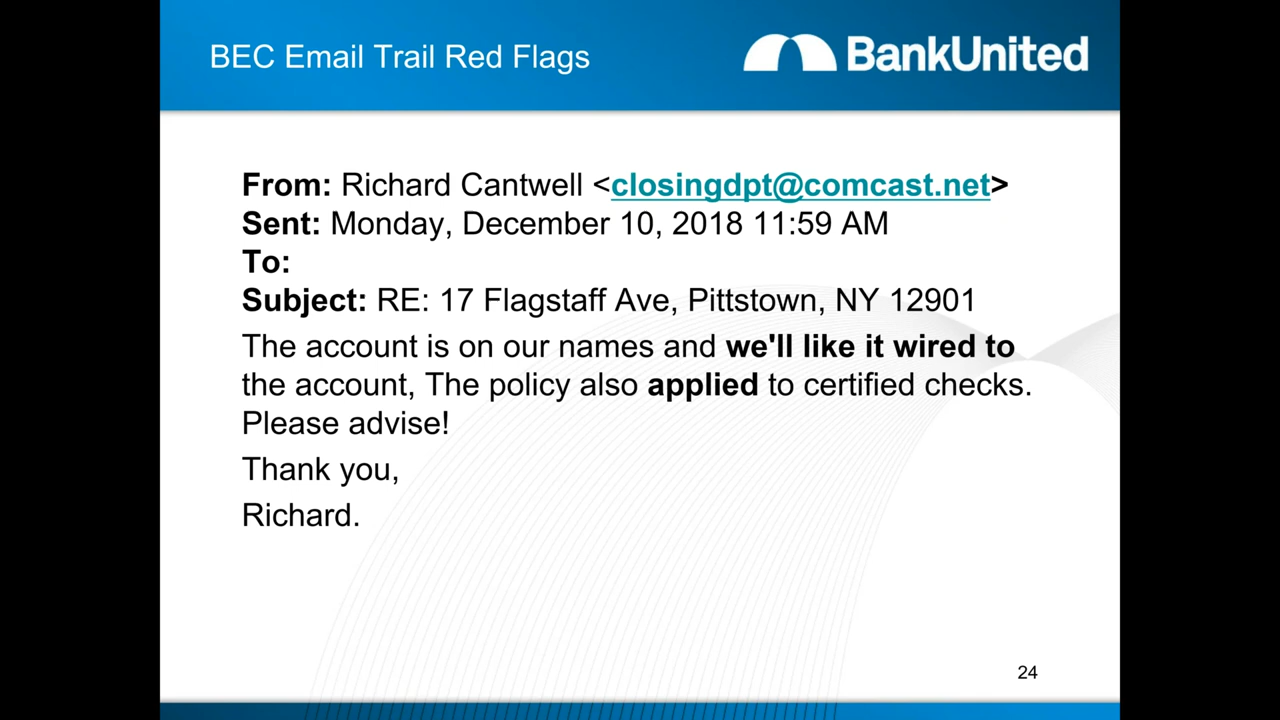 BEC Email Trail Red Flags
BankUnited
From: Richard Cantwell <closingdpt@comcast.net>
Sent: Monday, December 10, 2018 11:59 AM
To:
Subject: RE: 17 Flagstaff Ave, Pittstown, NY 12901
The account is on our names and we'll like it wired to
the account, The policy also applied to certified checks.
Please advise!
Thank you,
Richard.
24